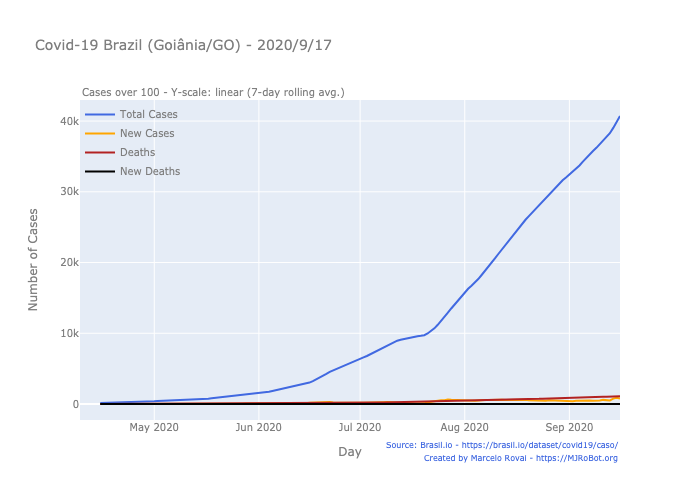 Covid-19 Brazil (Goiânia/GO) - 2020/9/17
Cases over 100 - Y-scale: linear (7-day rolling avg.)
Total Cases
New Cases
Deaths
New Deaths
40k
30k
20k
10k
0
Number of Cases
May 2020
Jun 2020
Jul 2020
Aug 2020
Sep 2020
Day
Source: Brasil.io - https://brasil.io/dataset/covid19/caso/
Created by Marcelo Rovai - https://MJRoBot.org